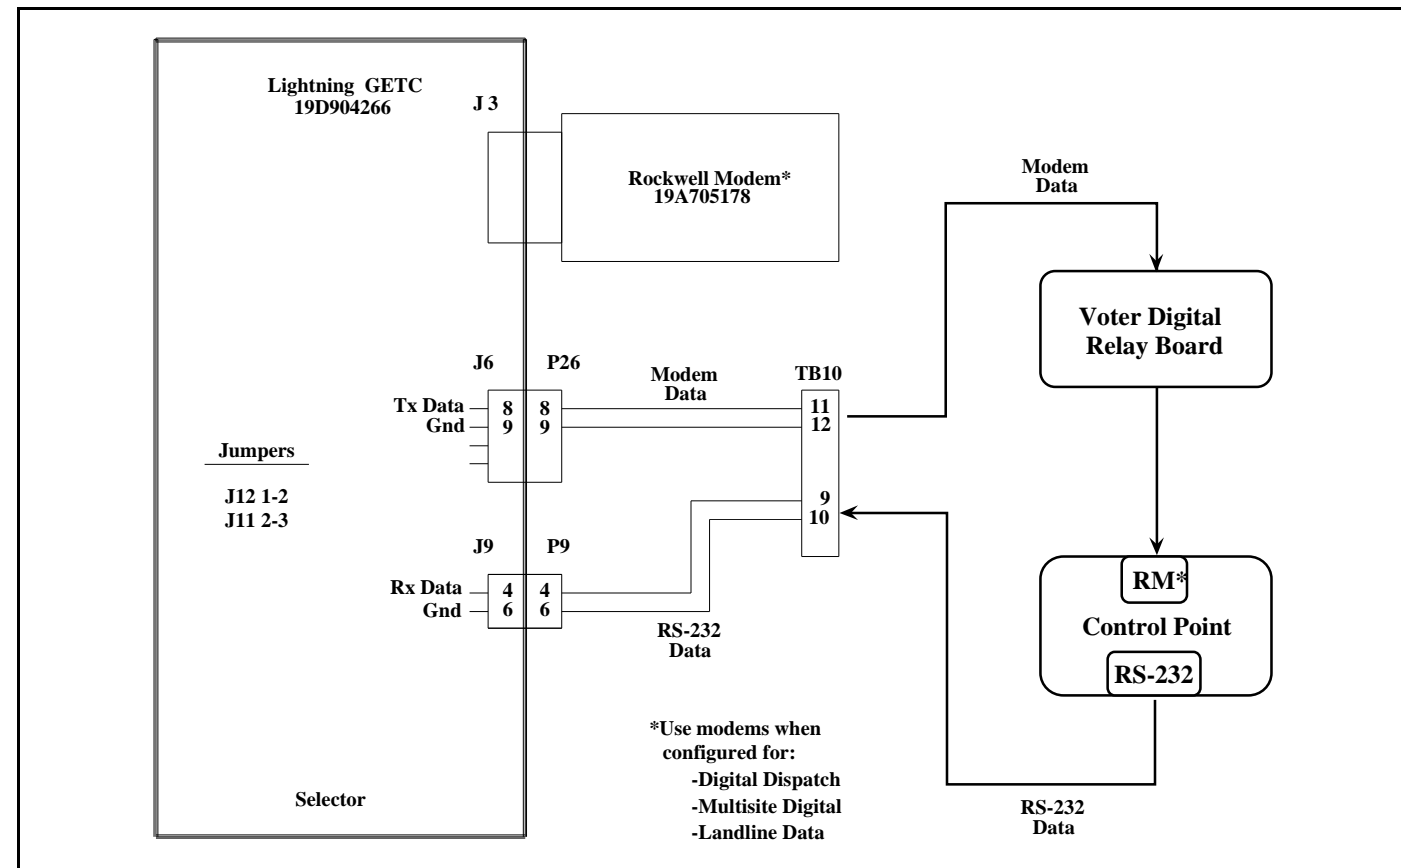 Lightning GETC
19D904266
J 3
Rockwell Modem*
19A705178
Modem
Data
Voter Digital
Relay Board
J6
P26
Modem
Data
TB10
Tx Data
8
8
11
Gnd
9
9
12
Jumpers
J12 1-2
J11 2-3
9
10
J9
P9
Rx Data
4
4
Gnd
6
6
RS-232
Data
RM*
Control Point
RS-232
*Use modems when
configured for:
-Digital Dispatch
-Multisite Digital
-Landline Data
Selector
RS-232
Data